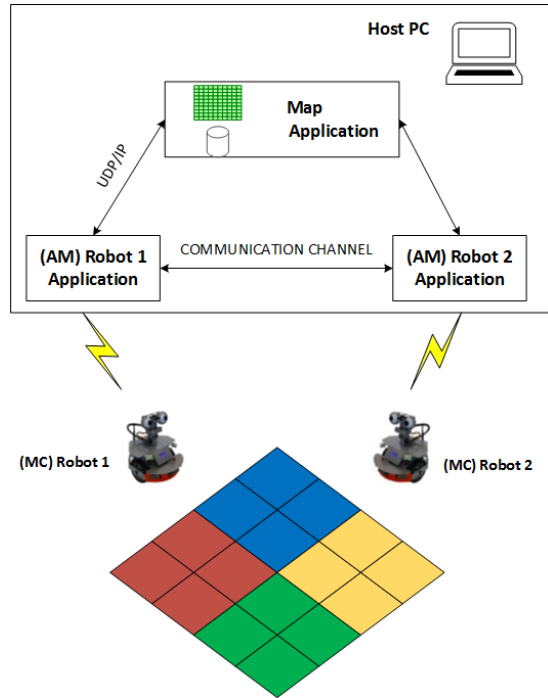 Host PC
Map
Application
UDP/IP
(AM) Robot 1
Application
COMMUNICATION CHANNEL
(AM) Robot 2
Application
(MC) Robot 1
(MC) Robot 2